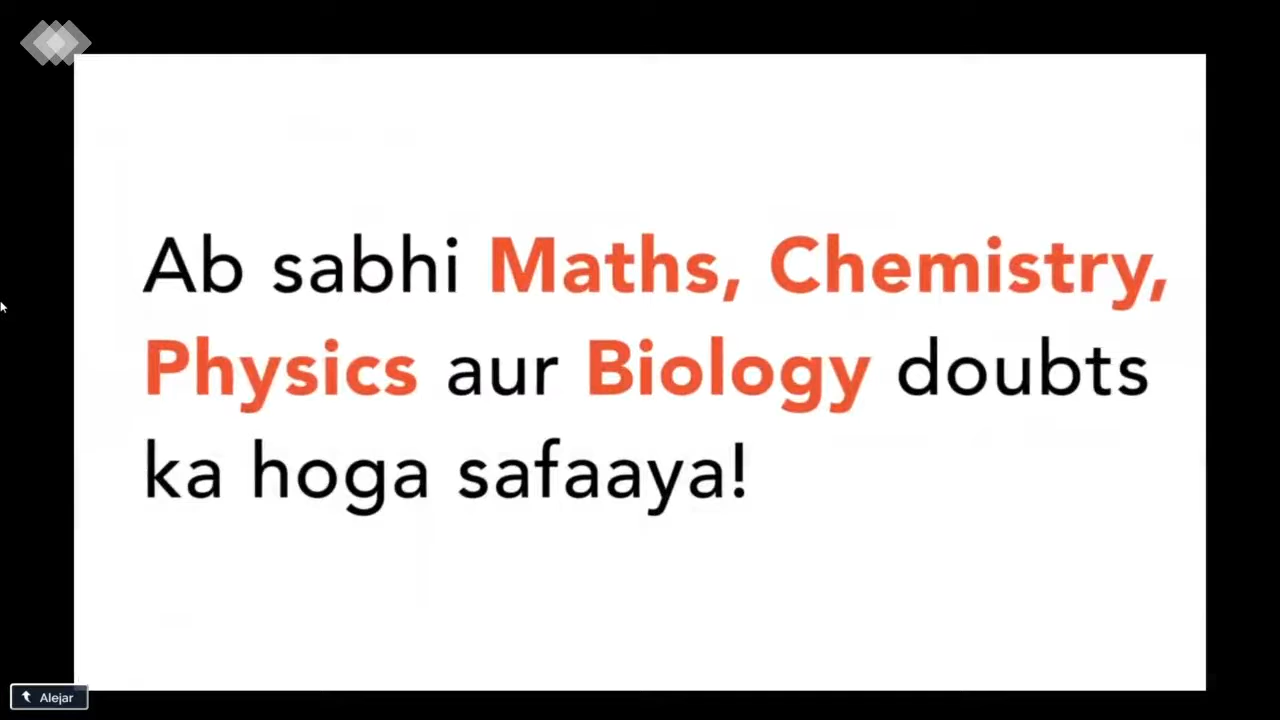 Ab sabhi Maths, Chemistry,
Physics aur Biology doubts
ka hoga safaaya!
Alejar